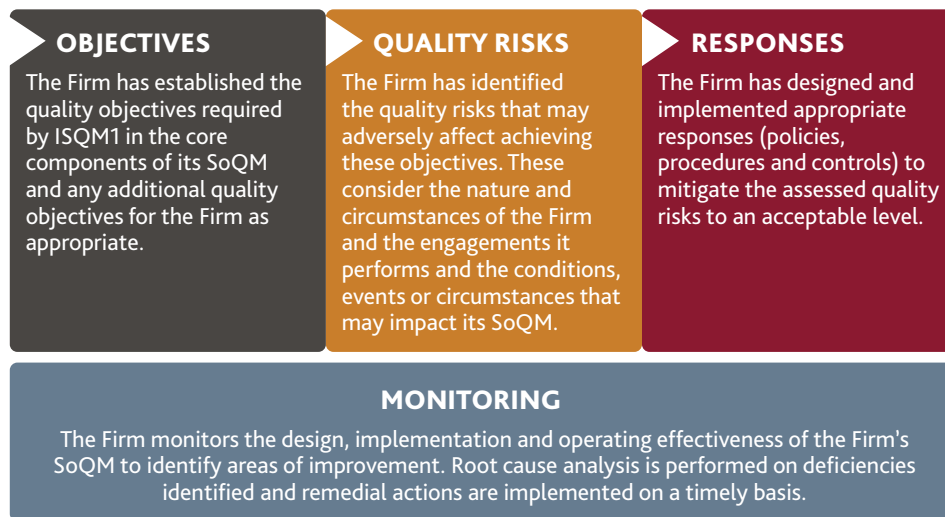 OBJECTIVES
The Firm has established the
quality objectives required
by ISQM1 in the core
components of its SoQM
and any additional quality
objectives for the Firm as
appropriate.
QUALITY RISKS
The Firm has identified
the quality risks that may
adversely affect achieving
these objectives. These
consider the nature and
circumstances of the Firm
and the engagements it
performs and the conditions,
events or circumstances that
may impact its SoQM.
RESPONSES
The Firm has designed and
implemented appropriate
responses (policies,
procedures and controls) to
mitigate the assessed quality
risks to an acceptable level.
MONITORING
The Firm monitors the design, implementation and operating effectiveness of the Firm's
SoQM to identify areas of improvement. Root cause analysis is performed on deficiencies
identified and remedial actions are implemented on a timely basis.